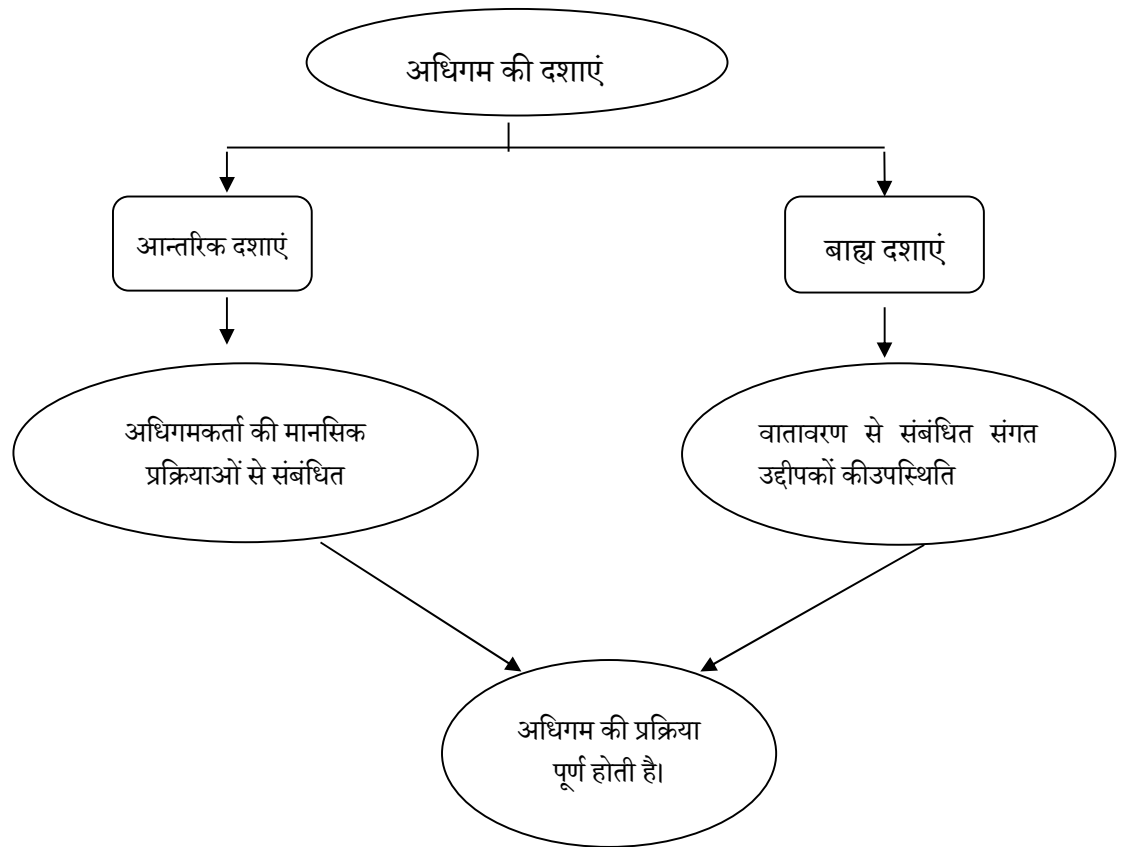 अधिगम की दशाएं
आन्तरिक दशाएं
बाह्य दशाएं
अधिगमकर्ता की मानसिक
प्रक्रियाओं से संबंधित
वातावरण से संबंधित संगत
उद्दीपकों कीउपस्थिति
अधिगम की प्रक्रिया
पूर्ण होती है।